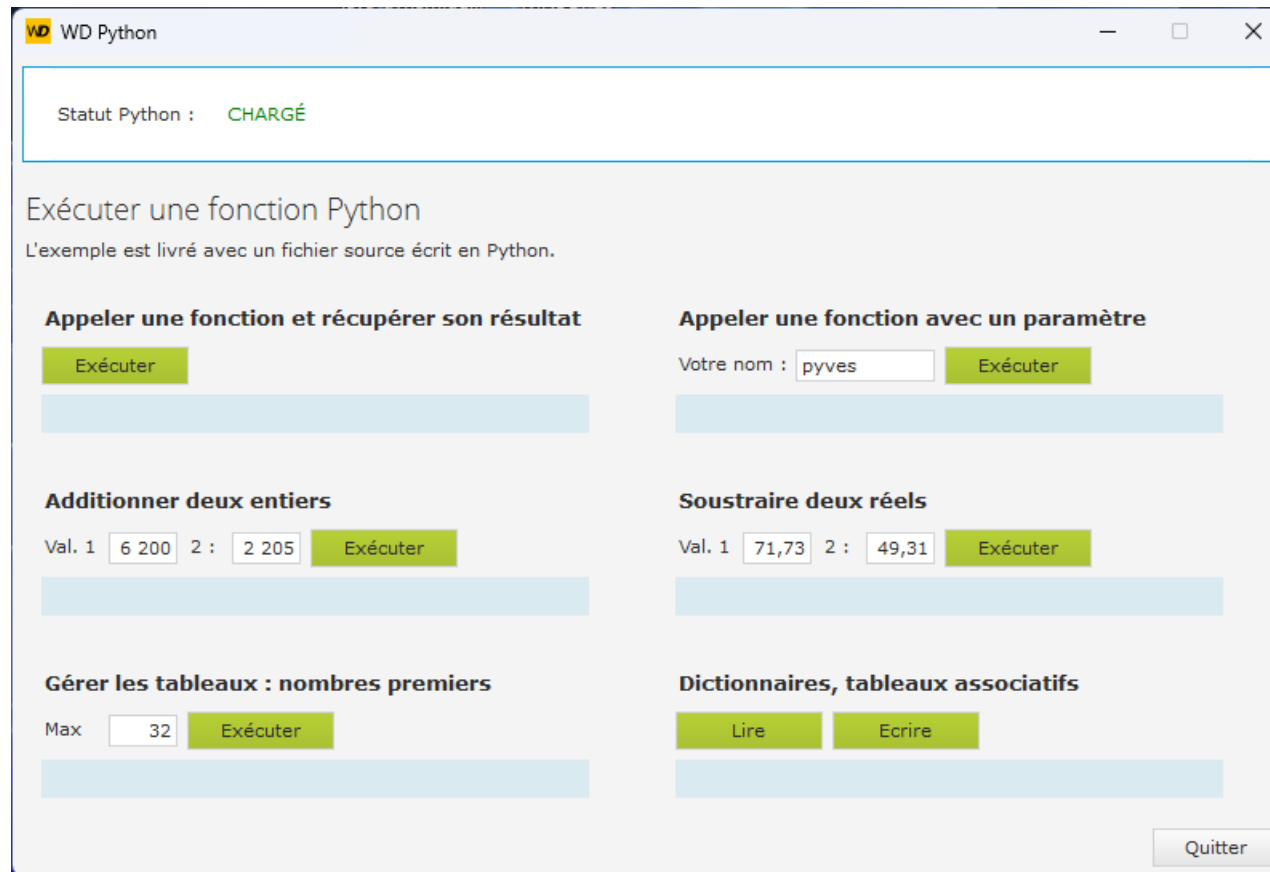 WD Python
Statut Python : CHARGÉ
Exécuter une fonction Python
L'exemple est livré avec un fichier source écrit en Python.
Appeler une fonction et récupérer son résultat
Exécuter
Appeler une fonction avec un paramètre
Votre nom : pyves Exécuter
Additionner deux entiers
Val. 1 6 200 2 : 2 205 Exécuter
Soustraire deux réels
Val. 1 71,73 2 : 49,31 Exécuter
Gérer les tableaux : nombres premiers
Max 32 Exécuter
Dictionnaires, tableaux associatifs
Lire Ecrire
Quitter